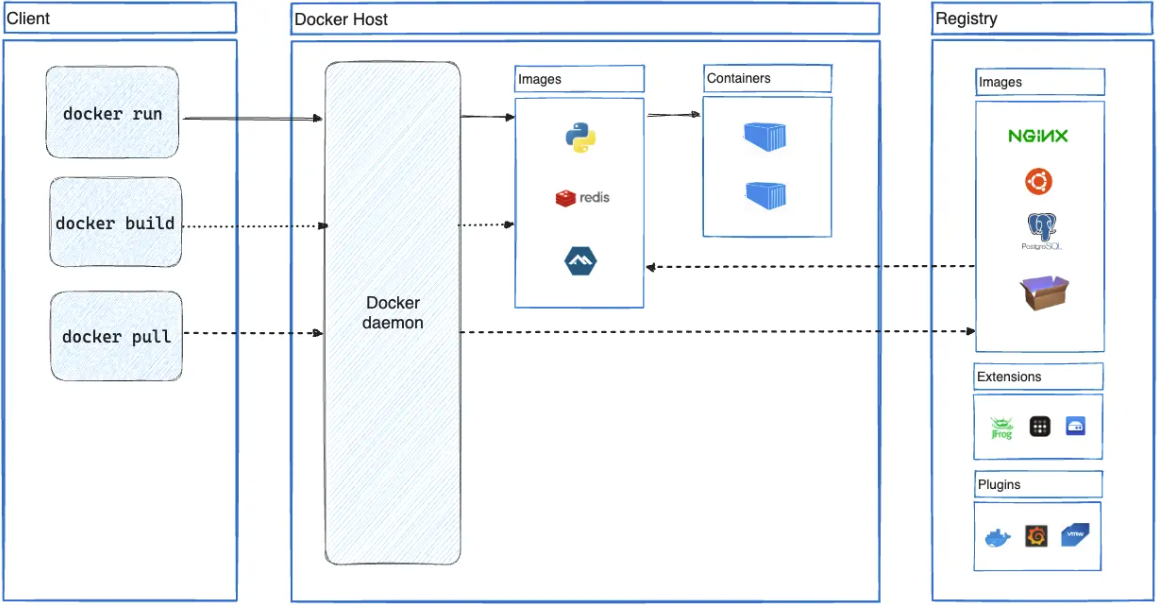 Client
docker run
docker build
docker pull
Docker Host
Docker
daemon
Images
redis
Containers
Registry
Images
NGINX
PostgreSQL
Extensions
JFrog
Plugins
vmw